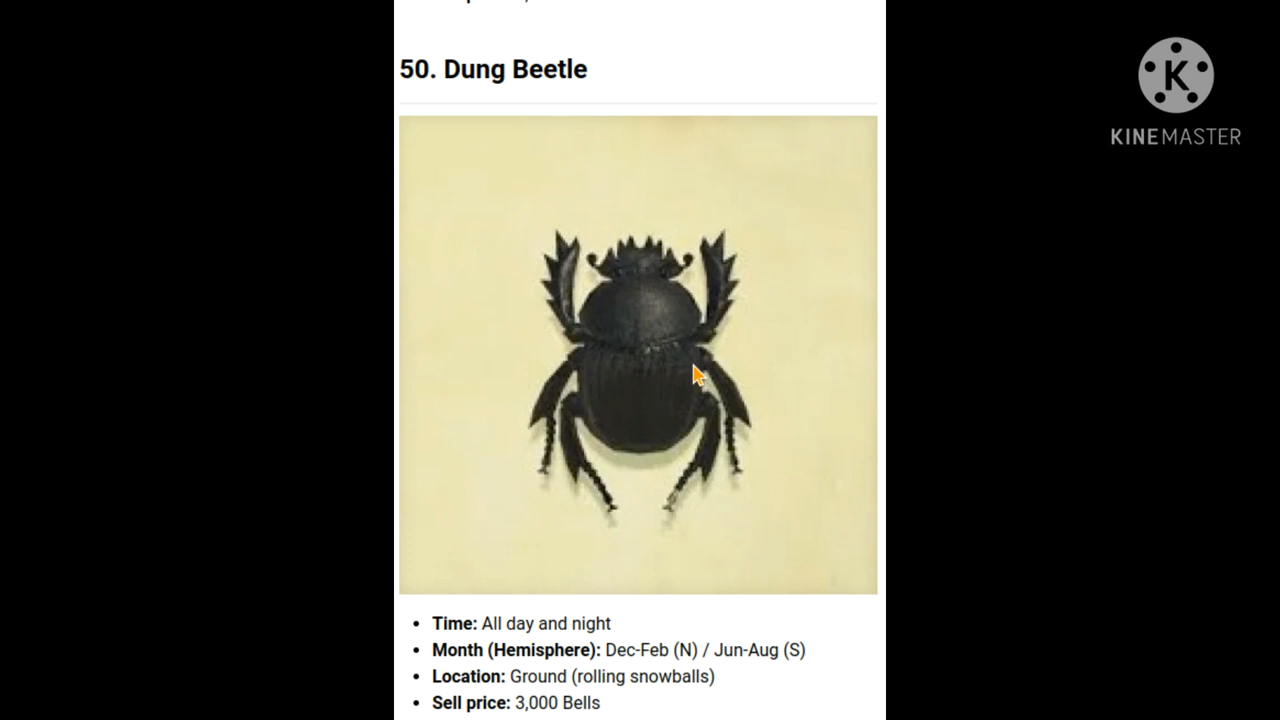 50. Dung Beetle
K
KINEMASTER
• Time: All day and night
• Month (Hemisphere): Dec-Feb (N) / Jun-Aug (S)
• Location: Ground (rolling snowballs)
• Sell price: 3,000 Bells